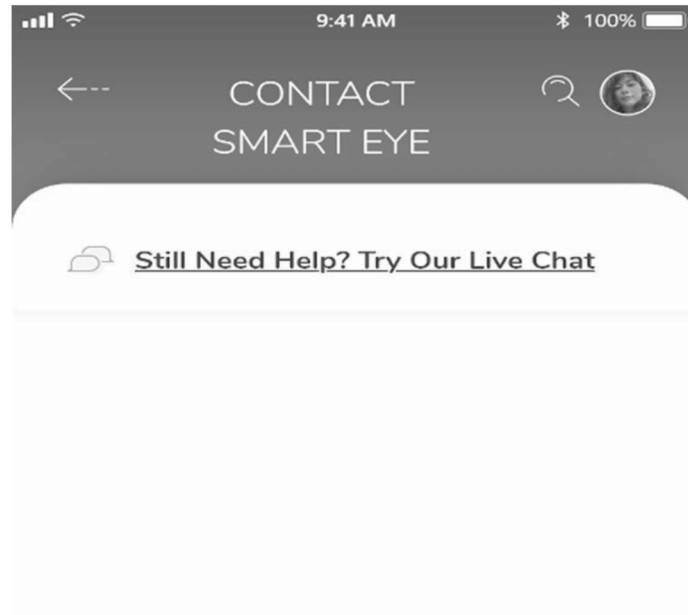 9:41 AM
100%
CONTACT
SMART EYE
Still Need Help? Try Our Live Chat